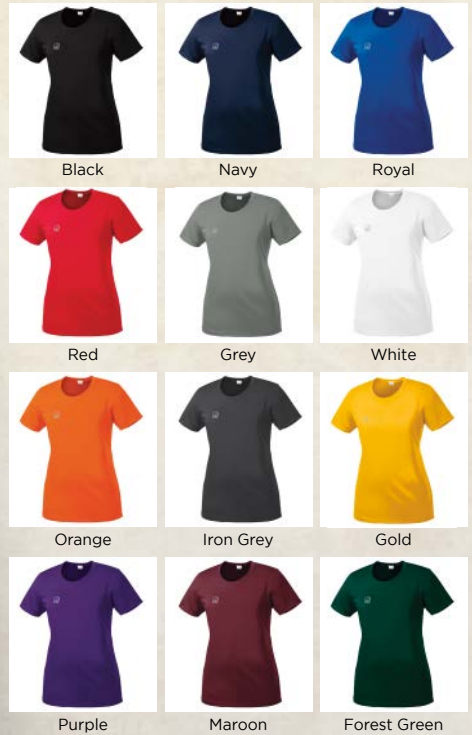 Black
Navy
Royal
Red
Grey
White
Orange
Iron Grey
Gold
Purple
Maroon
Forest Green